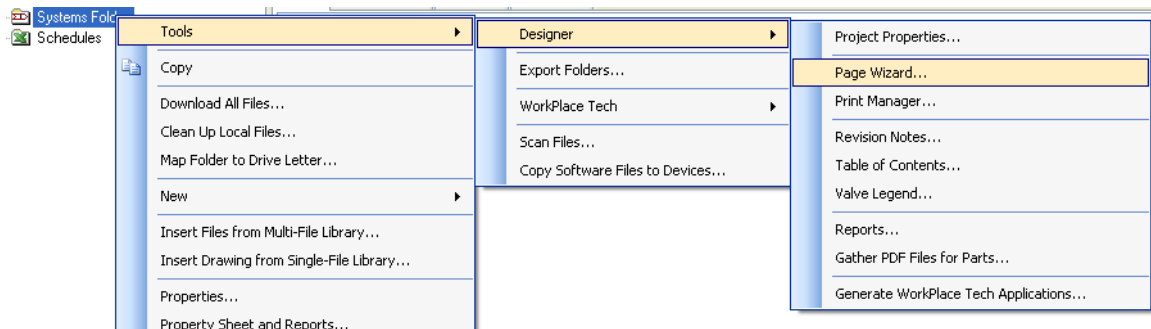 Systems Fold
Schedules
Tools
Copy
Download All Files...
Clean Up Local Files...
Map Folder to Drive Letter...
New
Insert Files from Multi-File Library...
Insert Drawing from Single-File Library...
Properties...
Property Sheet and Reports...
Designer
Export Folders...
WorkPlace Tech
Scan Files...
Copy Software Files to Devices...
Project Properties...
Page Wizard...
Print Manager...
Revision Notes...
Table of Contents...
Valve Legend...
Reports...
Gather PDF Files for Parts...
Generate WorkPlace Tech Applications...